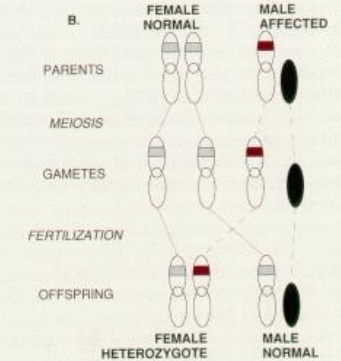 B.
FEMALE
NORMAL
MALE
AFFECTED
PARENTS
MEIOSIS
GAMETES
FERTILIZATION
OFFSPRING
FEMALE
HETEROZYGOTE
MALE
NORMAL